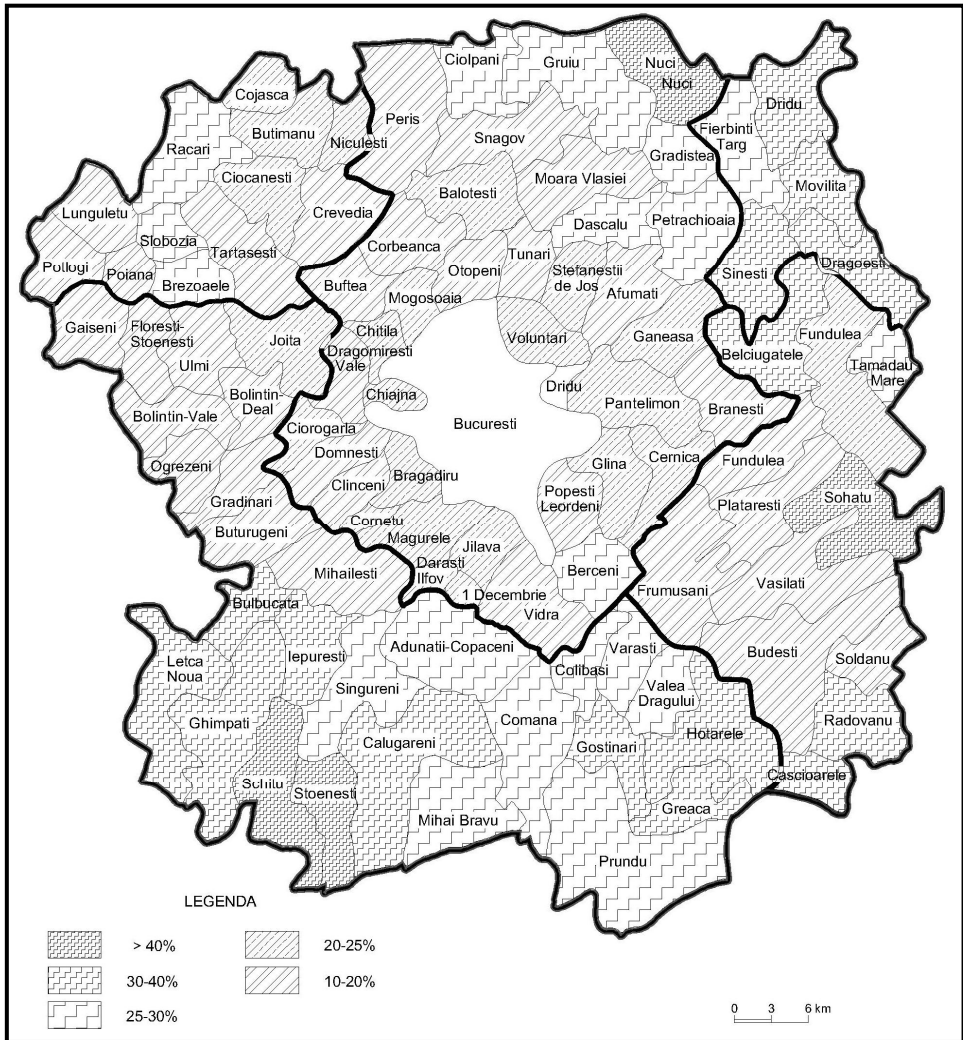 Ciolpani
Gruiu
Nuci
Nuci
Cojasca
Dridu
Peris
Butimanu
Fierbinti
Targ
Racari
Niculesti
Snagov
Gradistea
Ciocanesti
Moara Vlasiei
Balotesti
Movilita
Lunguletu
Crevedia
Petrachioaia
Dascalu
Slobozia
Corbeanca
Tartasesti
Tunari
Dragoesti
Potlogi
Poiana
Otopeni
Stefanestii
de Jos
Sinesti
Brezoaele
Buftea
Afumati
Mogosoaia
Gaiseni
Floresti-
Stoenesti
Chitila
Voluntari
Ganeasa
Fundulea
Joita
Dragomiresti
Vale
Belciugatele
Ulmi
Tamadau
Mare
Bolintin-
Deal
Chiajna
Dridu
Bolintin-Vale
Pantelimon
Branesti
Ciorogarla
Bucuresti
Domnesti
Cernica
Fundulea
Ogrezeni
Bragadiru
Glina
Clinceni
Popesti
Leordeni
Sohatu
Gradinari
Plataresti
Cornetu
Buturugeni
Magurele
Jilava
Mihailesti
Darasti
Ilfov
Berceni
Vasilati
1 Decembrie
Frumusani
Bulbucata
Vidra
Adunatii-Copaceni
Varasti
Budesti
Letca
Noua
Iepuresti
Colibasi
Soldanu
Singureni
Valea
Dragului
Ghimpati
Comana
Radovanu
Hotarele
Calugareni
Gostinari
Schitu
Cascioarele
Stoenesti
Greaca
Mihai Bravu
Prundu
LEGENDA
> 40%
20-25%
30-40%
10-20%
25-30%
0 3 6 km